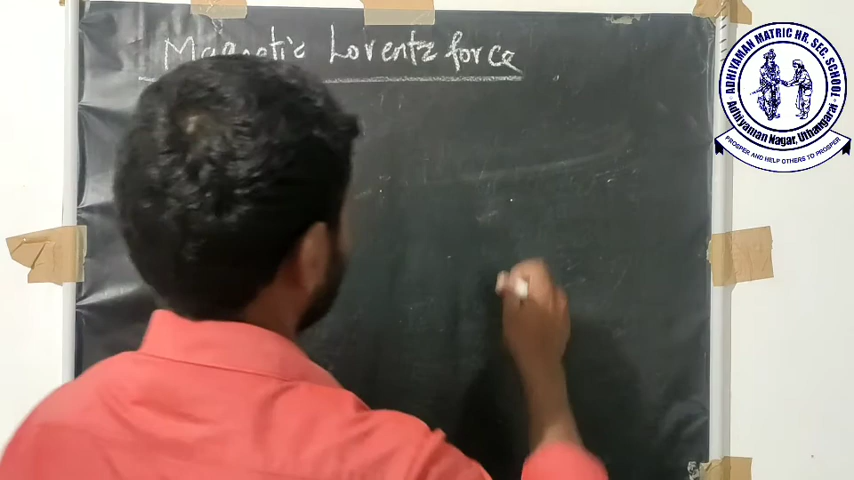 Magnetic Lorentz force
ADHIYAMAN MATRIC HR. SEC. SCHOOL
Adhiyaman Nagar, Uthangarai
PROSPER AND HELP OTHERS TO PROSPER